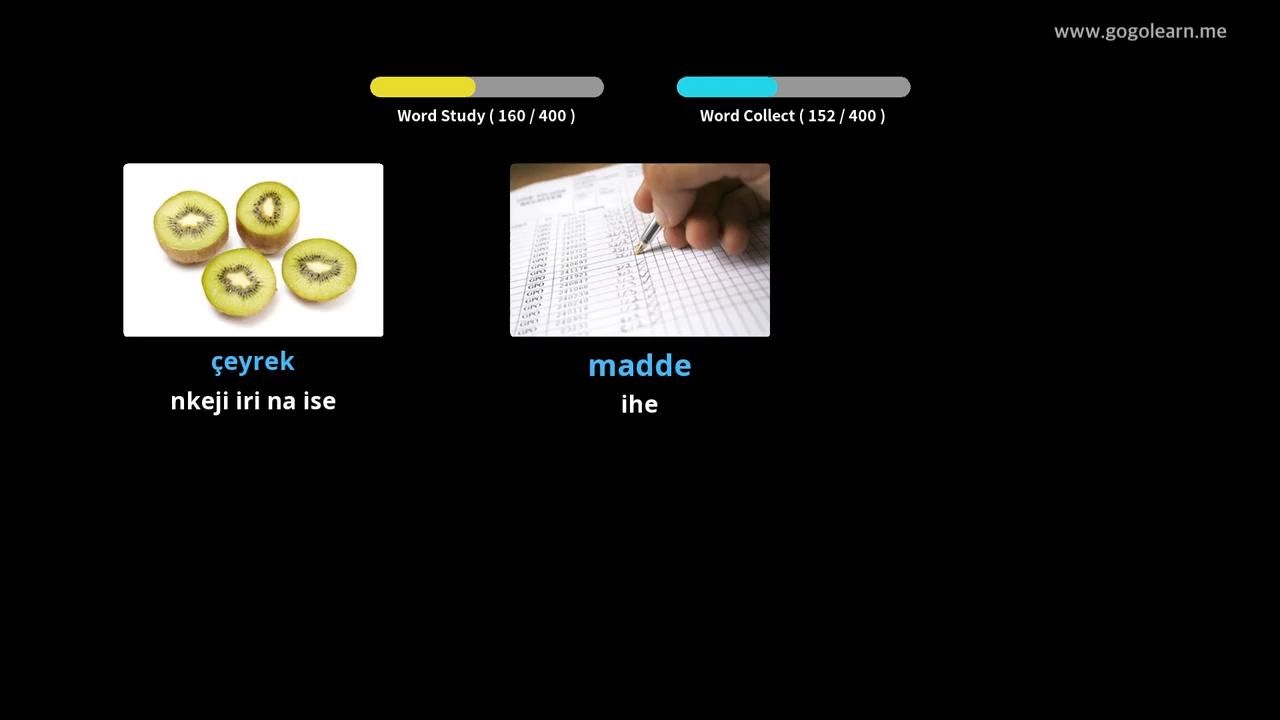 www.gogolearn.me
Word Study ( 160 / 400 )
Word Collect ( 152 / 400 )
çeyrek
nkeji iri na ise
madde
ihe